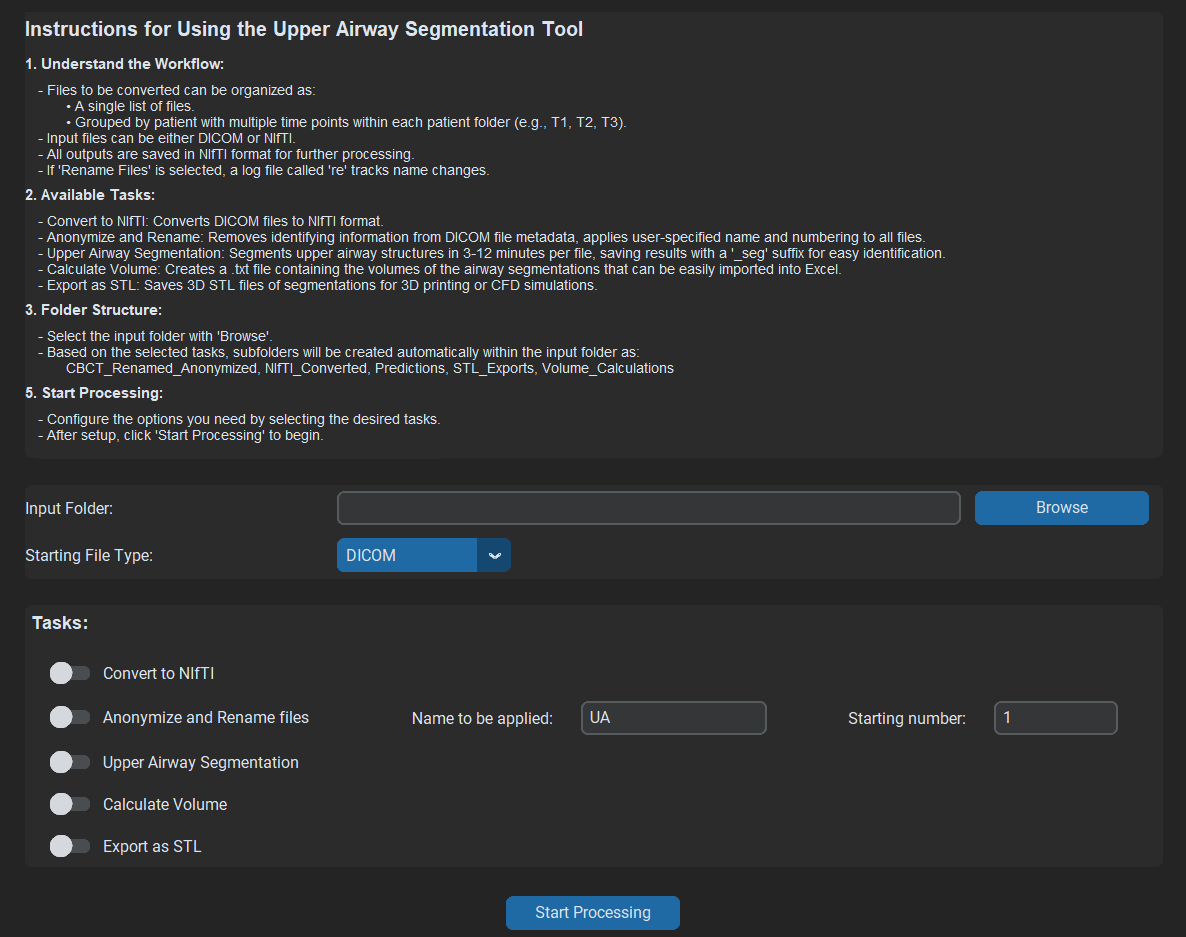 Instructions for Using the Upper Airway Segmentation Tool
1. Understand the Workflow:
- Files to be converted can be organized as:
• A single list of files.
• Grouped by patient with multiple time points within each patient folder (e.g., T1, T2, T3).
- Input files can be either DICOM or NIfTI.
- All outputs are saved in NIfTI format for further processing.
- If 'Rename Files' is selected, a log file called 're' tracks name changes.
2. Available Tasks:
- Convert to NIfTI: Converts DICOM files to NIfTI format.
- Anonymize and Rename: Removes identifying information from DICOM file metadata, applies user-specified name and numbering to all files.
- Upper Airway Segmentation: Segments upper airway structures in 3-12 minutes per file, saving results with a '_seg' suffix for easy identification.
- Calculate Volume: Creates a .txt file containing the volumes of the airway segmentations that can be easily imported into Excel.
- Export as STL: Saves 3D STL files of segmentations for 3D printing or CFD simulations.
3. Folder Structure:
- Select the input folder with 'Browse'.
- Based on the selected tasks, subfolders will be created automatically within the input folder as:
CBCT_Renamed_Anonymized, NIfTI_Converted, Predictions, STL_Exports, Volume_Calculations
5. Start Processing:
- Configure the options you need by selecting the desired tasks.
- After setup, click 'Start Processing' to begin.
Input Folder:
Browse
Starting File Type:
DICOM
Tasks:
Convert to NIfTI
Anonymize and Rename files
Name to be applied:
UA
Starting number:
1
Upper Airway Segmentation
Calculate Volume
Export as STL
Start Processing